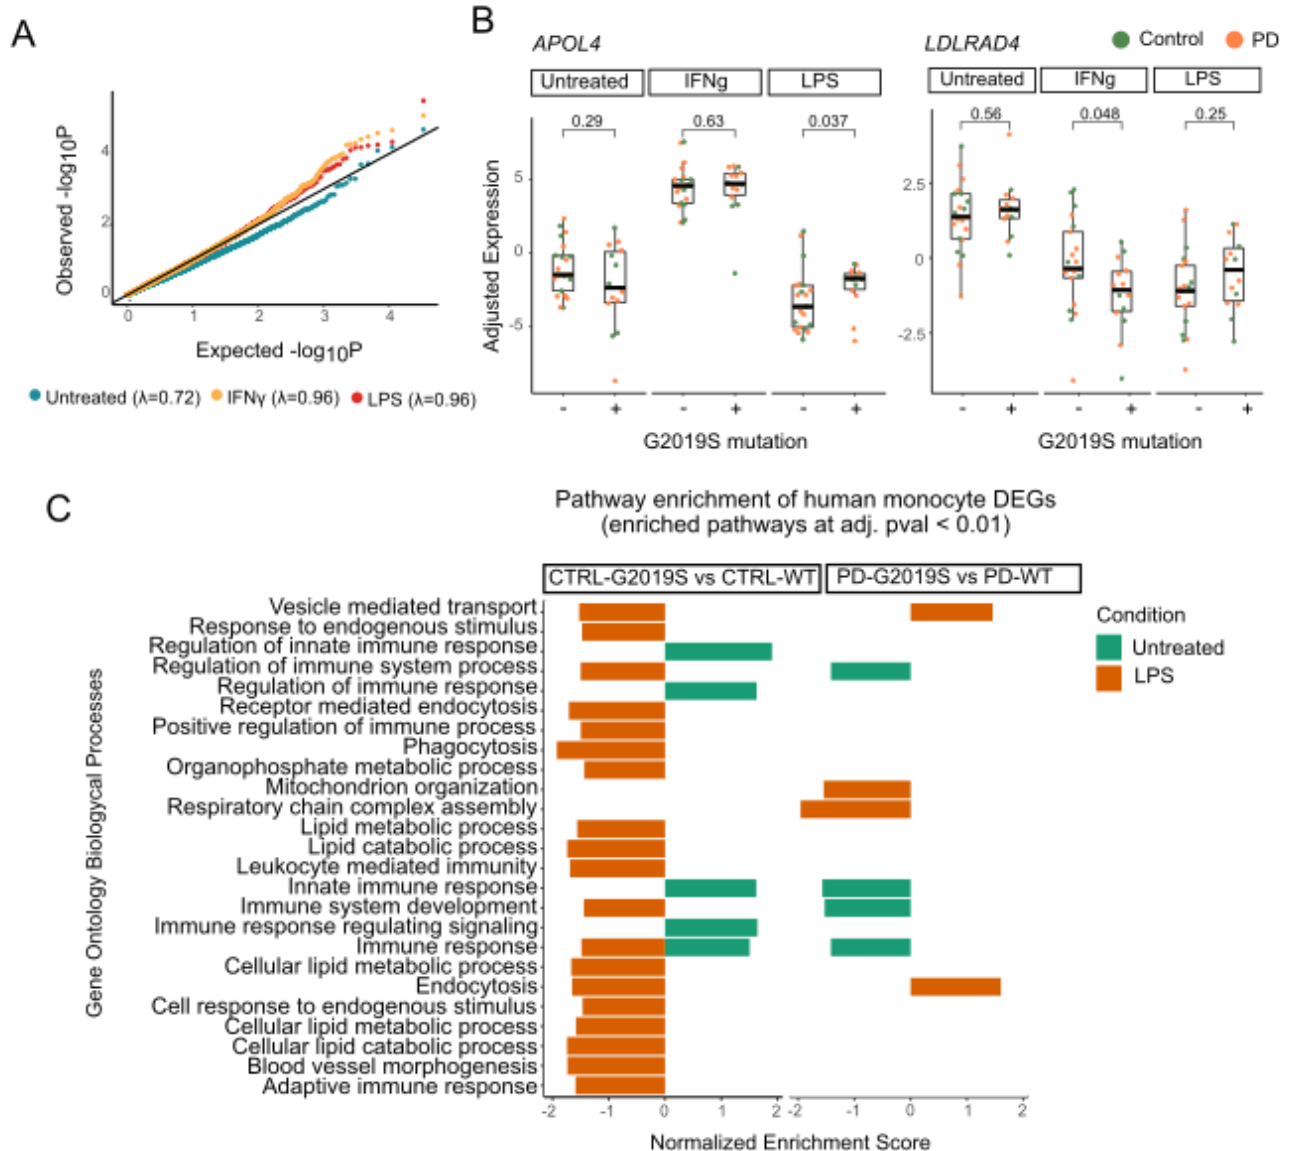 A
Observed -log10P
4
2
0
0 1 2 3 4
Expected -log10P
Untreated (λ=0.72) IFNγ (λ=0.96) LPS (λ=0.96)
B
APOL4
LDLRAD4
Control PD
Untreated IFNg LPS
Untreated IFNg LPS
0.29 0.63 0.037
0.56 0.048 0.25
Adjusted Expression
5
0
-5
2.5
0
-2.5
- + - + - +
- + - + - +
G2019S mutation
G2019S mutation
C
Pathway enrichment of human monocyte DEGs
(enriched pathways at adj. pval < 0.01)
CTRL-G2019S vs CTRL-WT PD-G2019S vs PD-WT
Gene Ontology Biologycal Processes
Vesicle mediated transport
Response to endogenous stimulus
Regulation of innate immune response
Regulation of immune system process
Regulation of immune response
Receptor mediated endocytosis
Positive regulation of immune process
Phagocytosis
Organophosphate metabolic process
Mitochondrion organization
Respiratory chain complex assembly
Lipid metabolic process
Lipid catabolic process
Leukocyte mediated immunity
Innate immune response
Immune system development
Immune response regulating signaling
Immune response
Cellular lipid metabolic process
Endocytosis
Cell response to endogenous stimulus
Cellular lipid metabolic process
Cellular lipid catabolic process
Blood vessel morphogenesis
Adaptive immune response
-2 -1 0 1 2 -2 -1 0 1 2
Normalized Enrichment Score
Condition
Untreated
LPS